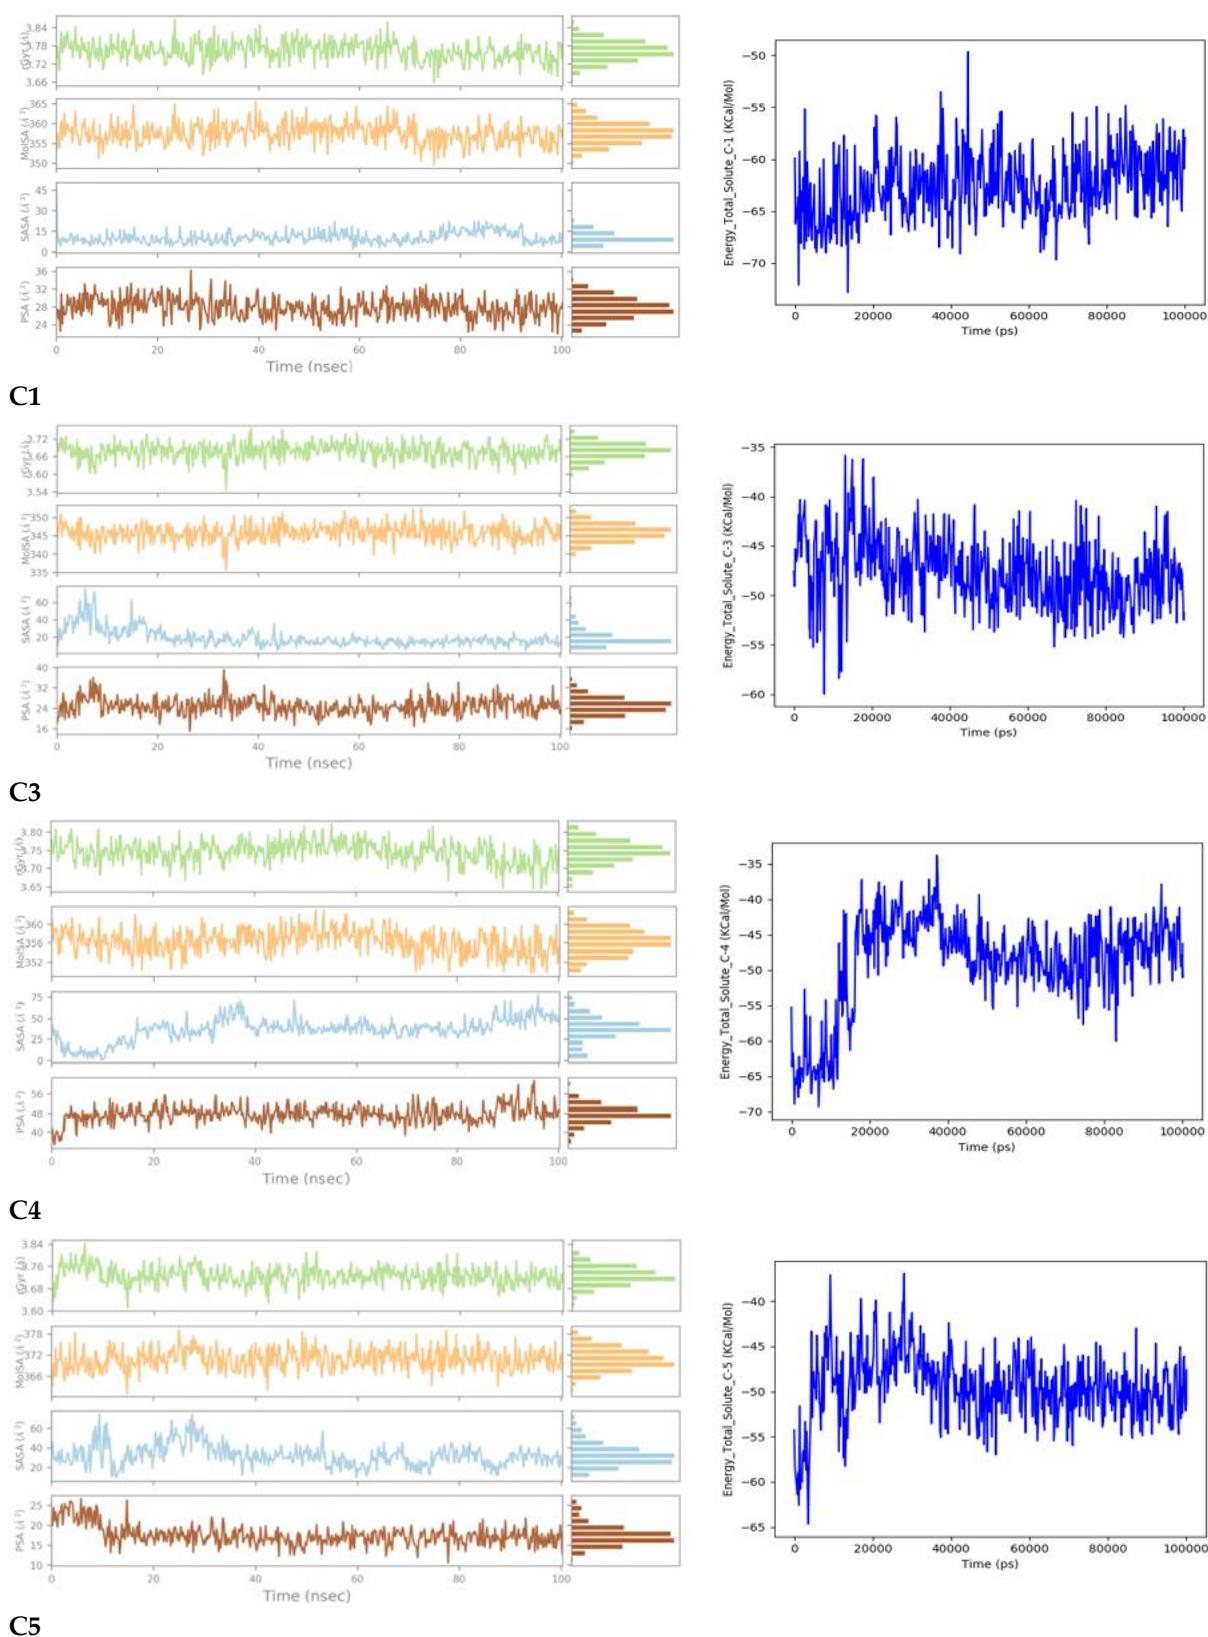 3.84
3.78
3.72
3.66
rGyr (Å)
365
360
355
350
MolSA (Å²)
45
30
15
0
SASA (Å²)
36
32
28
24
PSA (Å²)
0 20 40 60 80 100
Time (nsec)
−50
−55
−60
−65
−70
Energy_Total_Solute_C-1 (KCal/Mol)
0 20000 40000 60000 80000 100000
Time (ps)
C1
3.72
3.66
3.60
3.54
rGyr (Å)
350
345
340
335
MolSA (Å²)
60
40
20
SASA (Å²)
40
32
24
16
PSA (Å²)
0 20 40 60 80 100
Time (nsec)
−35
−40
−45
−50
−55
−60
Energy_Total_Solute_C-3 (KCal/Mol)
0 20000 40000 60000 80000 100000
Time (ps)
C3
3.80
3.75
3.70
3.65
rGyr (Å)
360
356
352
MolSA (Å²)
75
50
25
0
SASA (Å²)
56
48
40
PSA (Å²)
0 20 40 60 80 100
Time (nsec)
−35
−40
−45
−50
−55
−60
−65
−70
Energy_Total_Solute_C-4 (KCal/Mol)
0 20000 40000 60000 80000 100000
Time (ps)
C4
3.84
3.76
3.68
3.60
rGyr (Å)
378
372
366
MolSA (Å²)
60
40
20
SASA (Å²)
25
20
15
10
PSA (Å²)
0 20 40 60 80 100
Time (nsec)
−40
−45
−50
−55
−60
−65
Energy_Total_Solute_C-5 (KCal/Mol)
0 20000 40000 60000 80000 100000
Time (ps)
C5